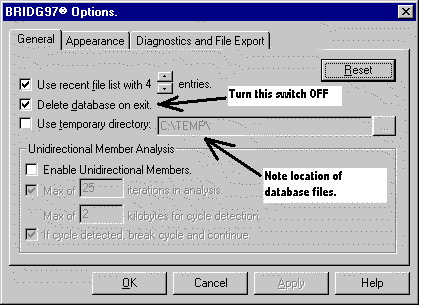 BRIDG97® Options.
General
Appearance
Diagnostics and File Export
Use recent file list with 4 entries.
Reset
Delete database on exit.
Turn this switch OFF
Use temporary directory: C:\TEMP\ ...
Unidirectional Member Analysis
Enable Unidirectional Members,
Note location of
database files.
Max of 25 iterations in analysis.
Max of 2 kilobytes for cycle detection,
If cycle detected, break cycle and continue.
OK
Cancel
Apply
Help